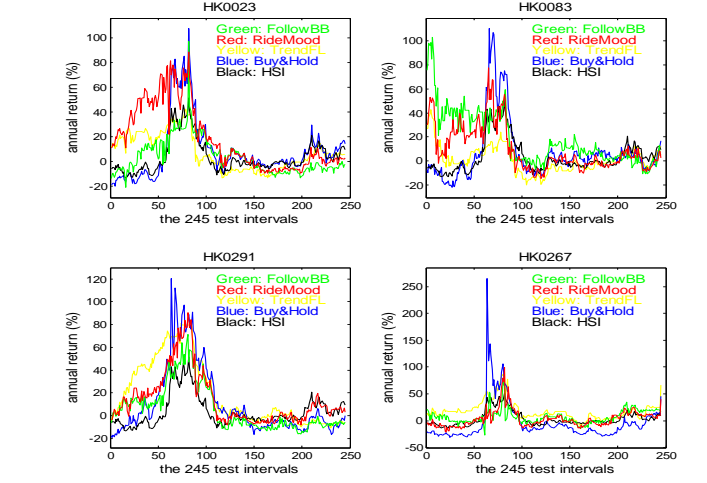 HK0023
Green: FollowBB
Red: RideMood
Yellow: TrendFL
Blue: Buy&Hold
Black: HSI
annual return (%)
100
80
60
40
20
0
-20
0 50 100 150 200 250
the 245 test intervals
HK0083
Green: FollowBB
Red: RideMood
Yellow: TrendFL
Blue: Buy&Hold
Black: HSI
annual return (%)
100
80
60
40
20
0
-20
0 50 100 150 200 250
the 245 test intervals
HK0291
Green: FollowBB
Red: RideMood
Yellow: TrendFL
Blue: Buy&Hold
Black: HSI
annual return (%)
120
100
80
60
40
20
0
-20
0 50 100 150 200 250
the 245 test intervals
HK0267
Green: FollowBB
Red: RideMood
Yellow: TrendFL
Blue: Buy&Hold
Black: HSI
annual return (%)
250
200
150
100
50
0
-50
0 50 100 150 200 250
the 245 test intervals